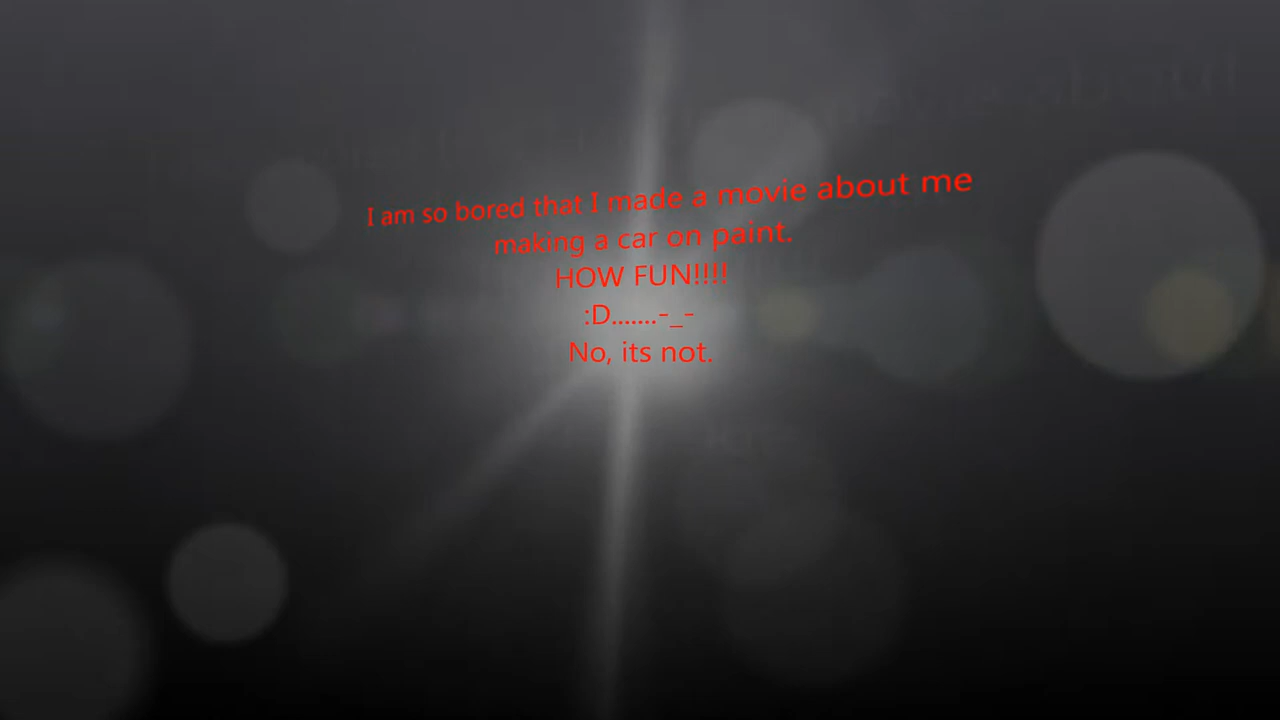 I am so bored that I made a movie about me
making a car on paint.
HOW FUN!!!!
:D.......-_-
No, its not.